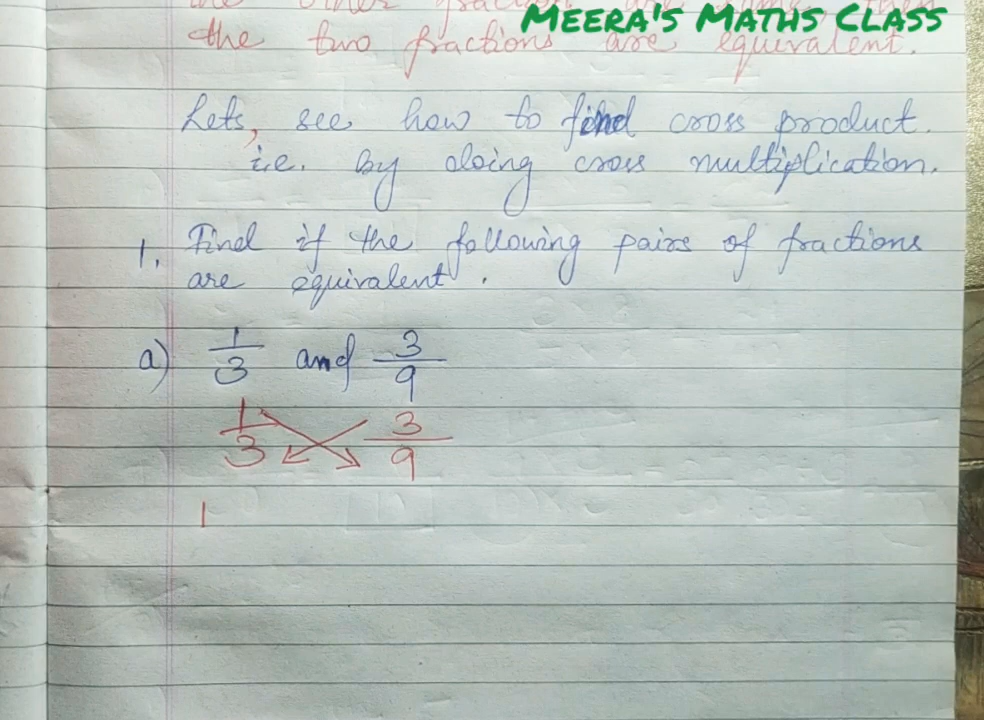 MEERA'S MATHS CLASS
the other
the two fractions are equivalent.
Lets, see how to find cross product.
i.e. by doing cross multiplication.
1. Find if the following pairs of fractions
are equivalent.
a) 1/3 and 3/9
1/3 3/9
1